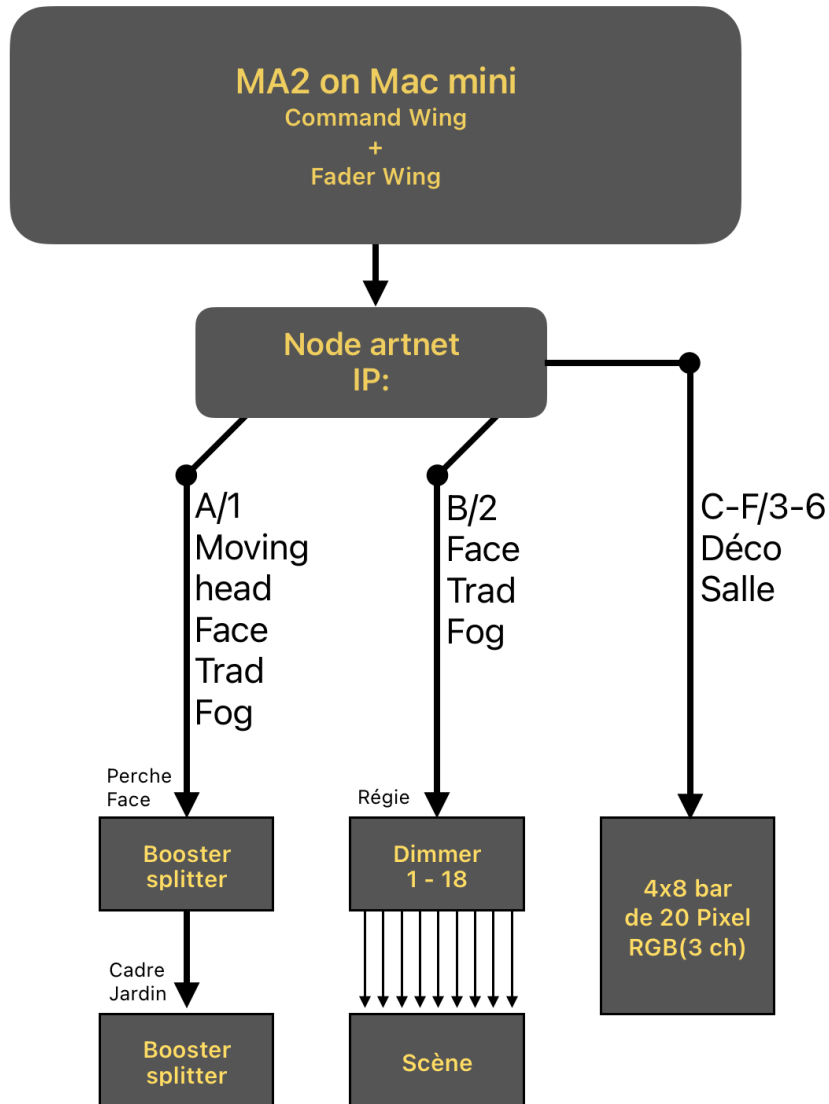 MA2 on Mac mini
Command Wing
+
Fader Wing
Node artnet
IP:
A/1
Moving
head
Face
Trad
Fog
B/2
Face
Trad
Fog
C-F/3-6
Déco
Salle
Perche
Face
Régie
Booster
splitter
Dimmer
1 - 18
4x8 bar
de 20 Pixel
RGB(3 ch)
Cadre
Jardin
Booster
splitter
Scène